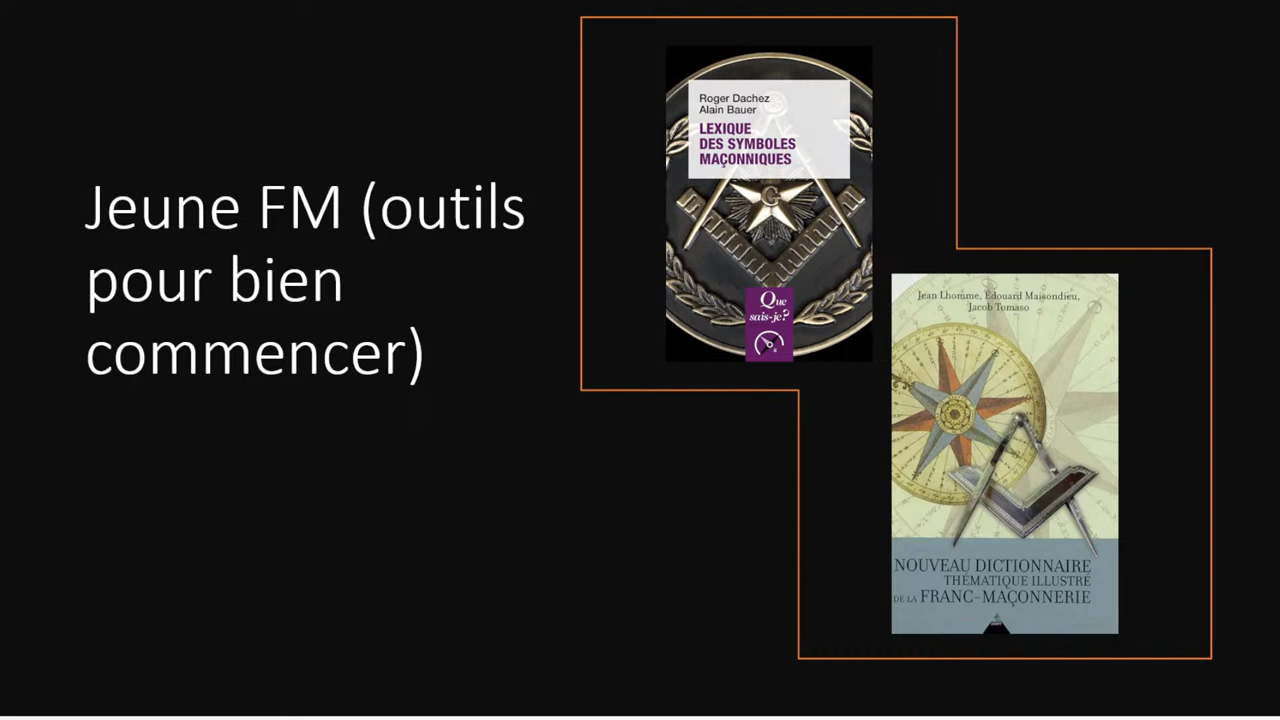 Jeune FM (outils
pour bien
commencer)
Roger Dachez
Alain Bauer
LEXIQUE
DES SYMBOLES
MAÇONNIQUES
G
Que
sais-je?
Jean Lhomme, Edouard Maisondieu,
Jacob Tomaso
NOUVEAU DICTIONNAIRE
THÉMATIQUE ILLUSTRÉ
DE LA FRANC-MAÇONNERIE